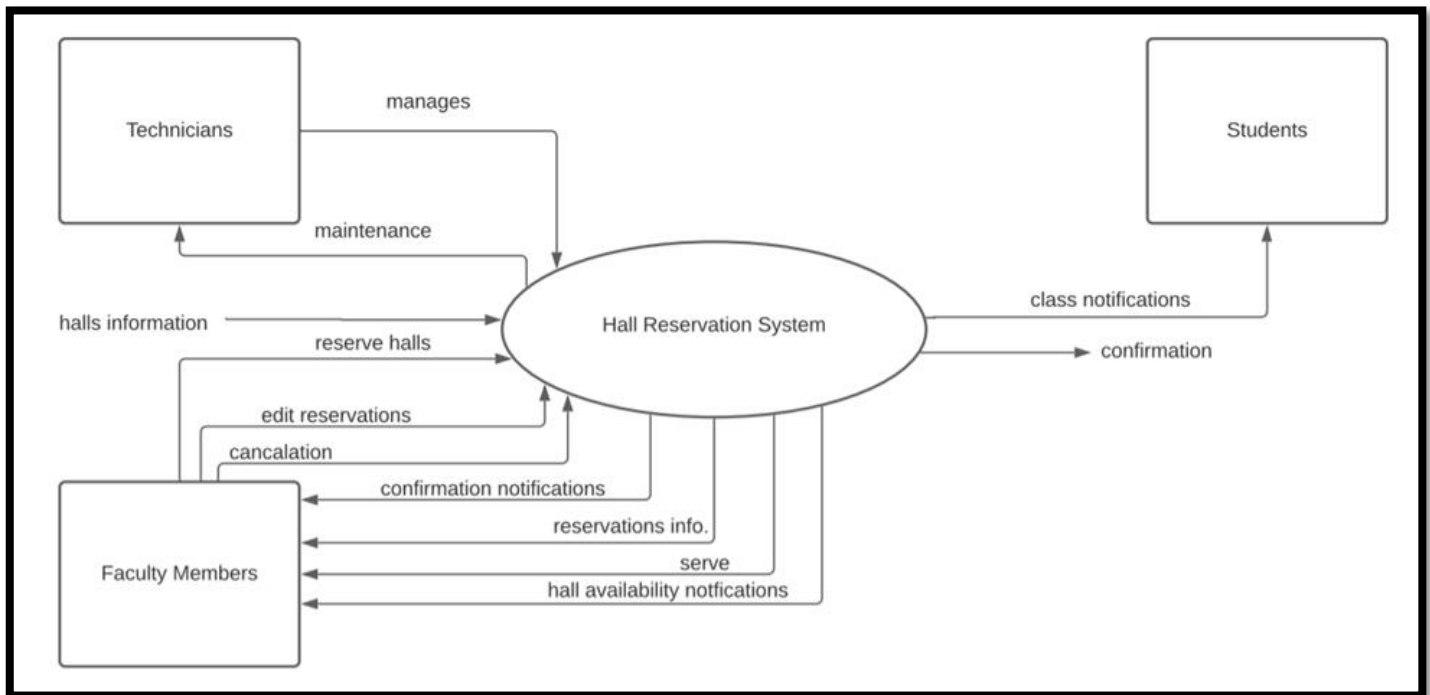 manages
Technicians
Students
maintenance
class notifications
halls information
Hall Reservation System
reserve halls
confirmation
edit reservations
cancalation
confirmation notifications
reservations info.
Faculty Members
serve
hall availability notfications